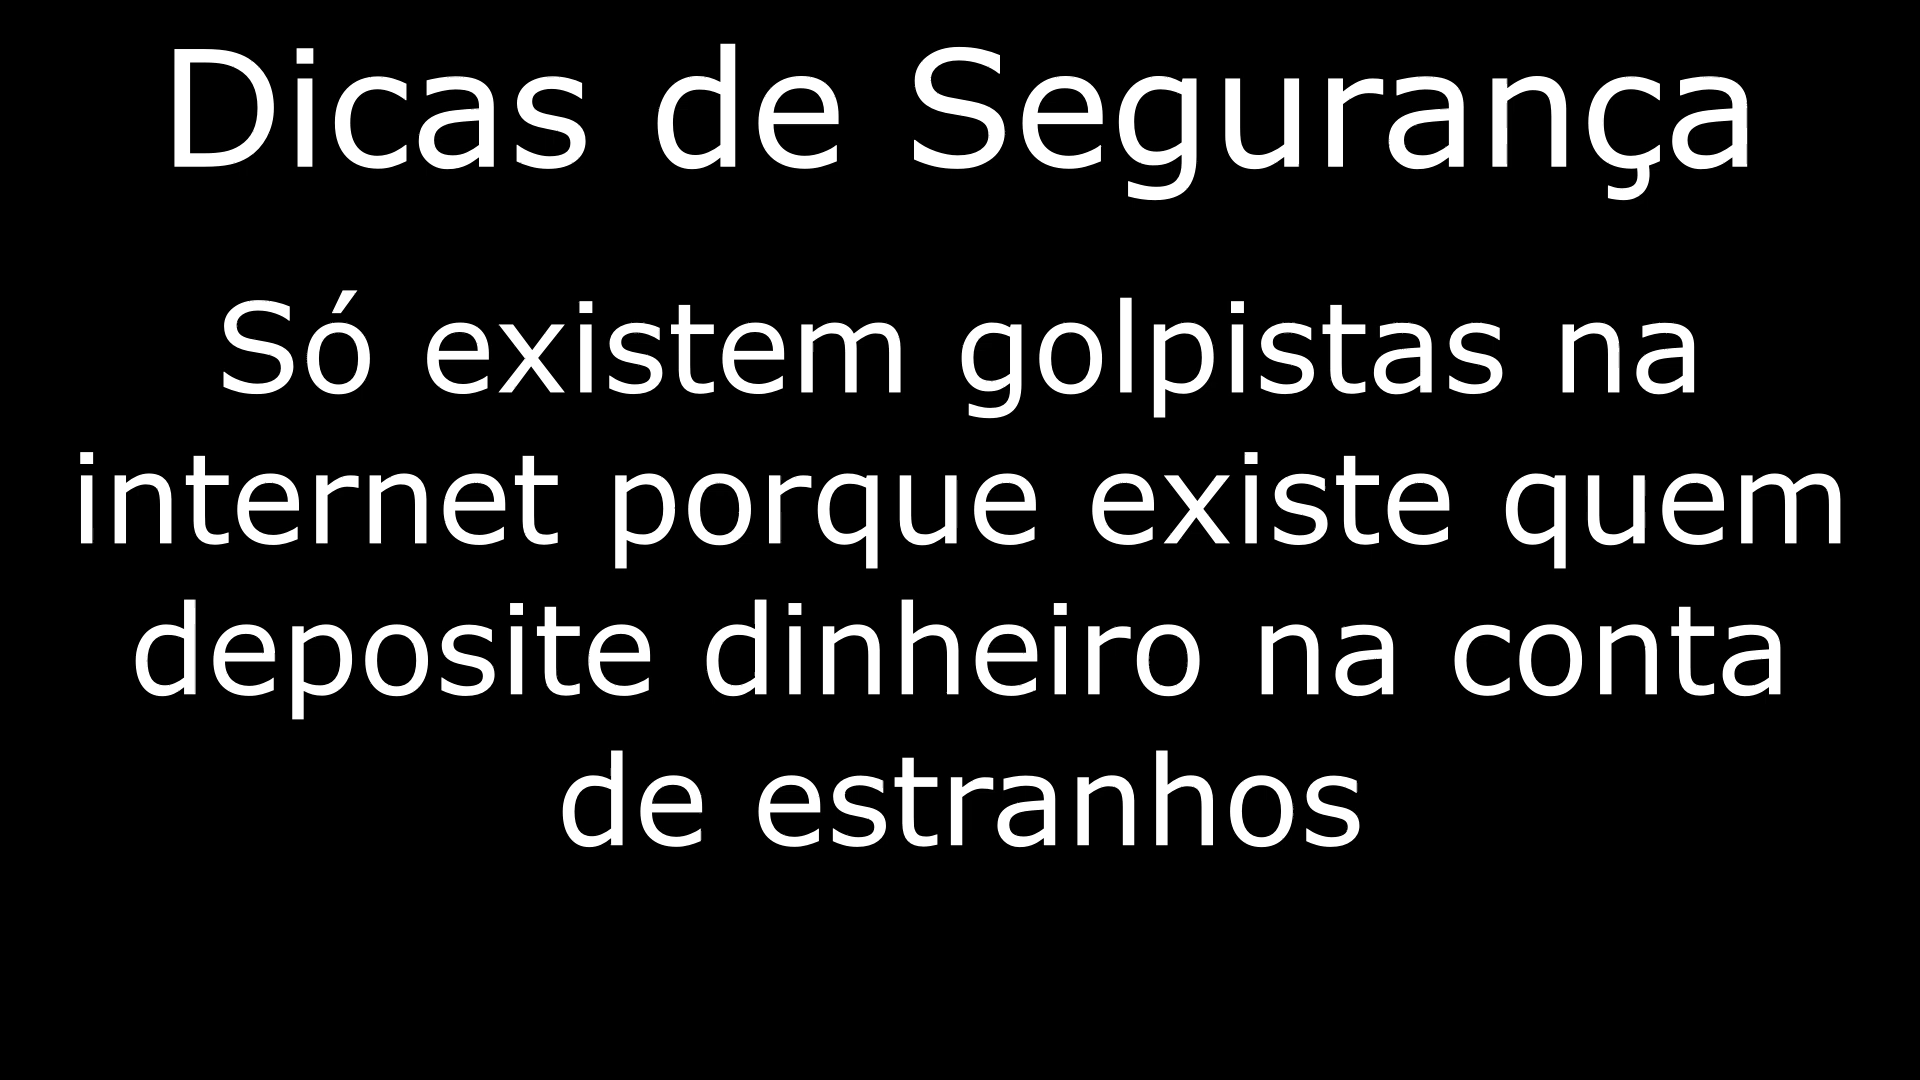 Dicas de Segurança
Só existem golpistas na
internet porque existe quem
deposite dinheiro na conta
de estranhos